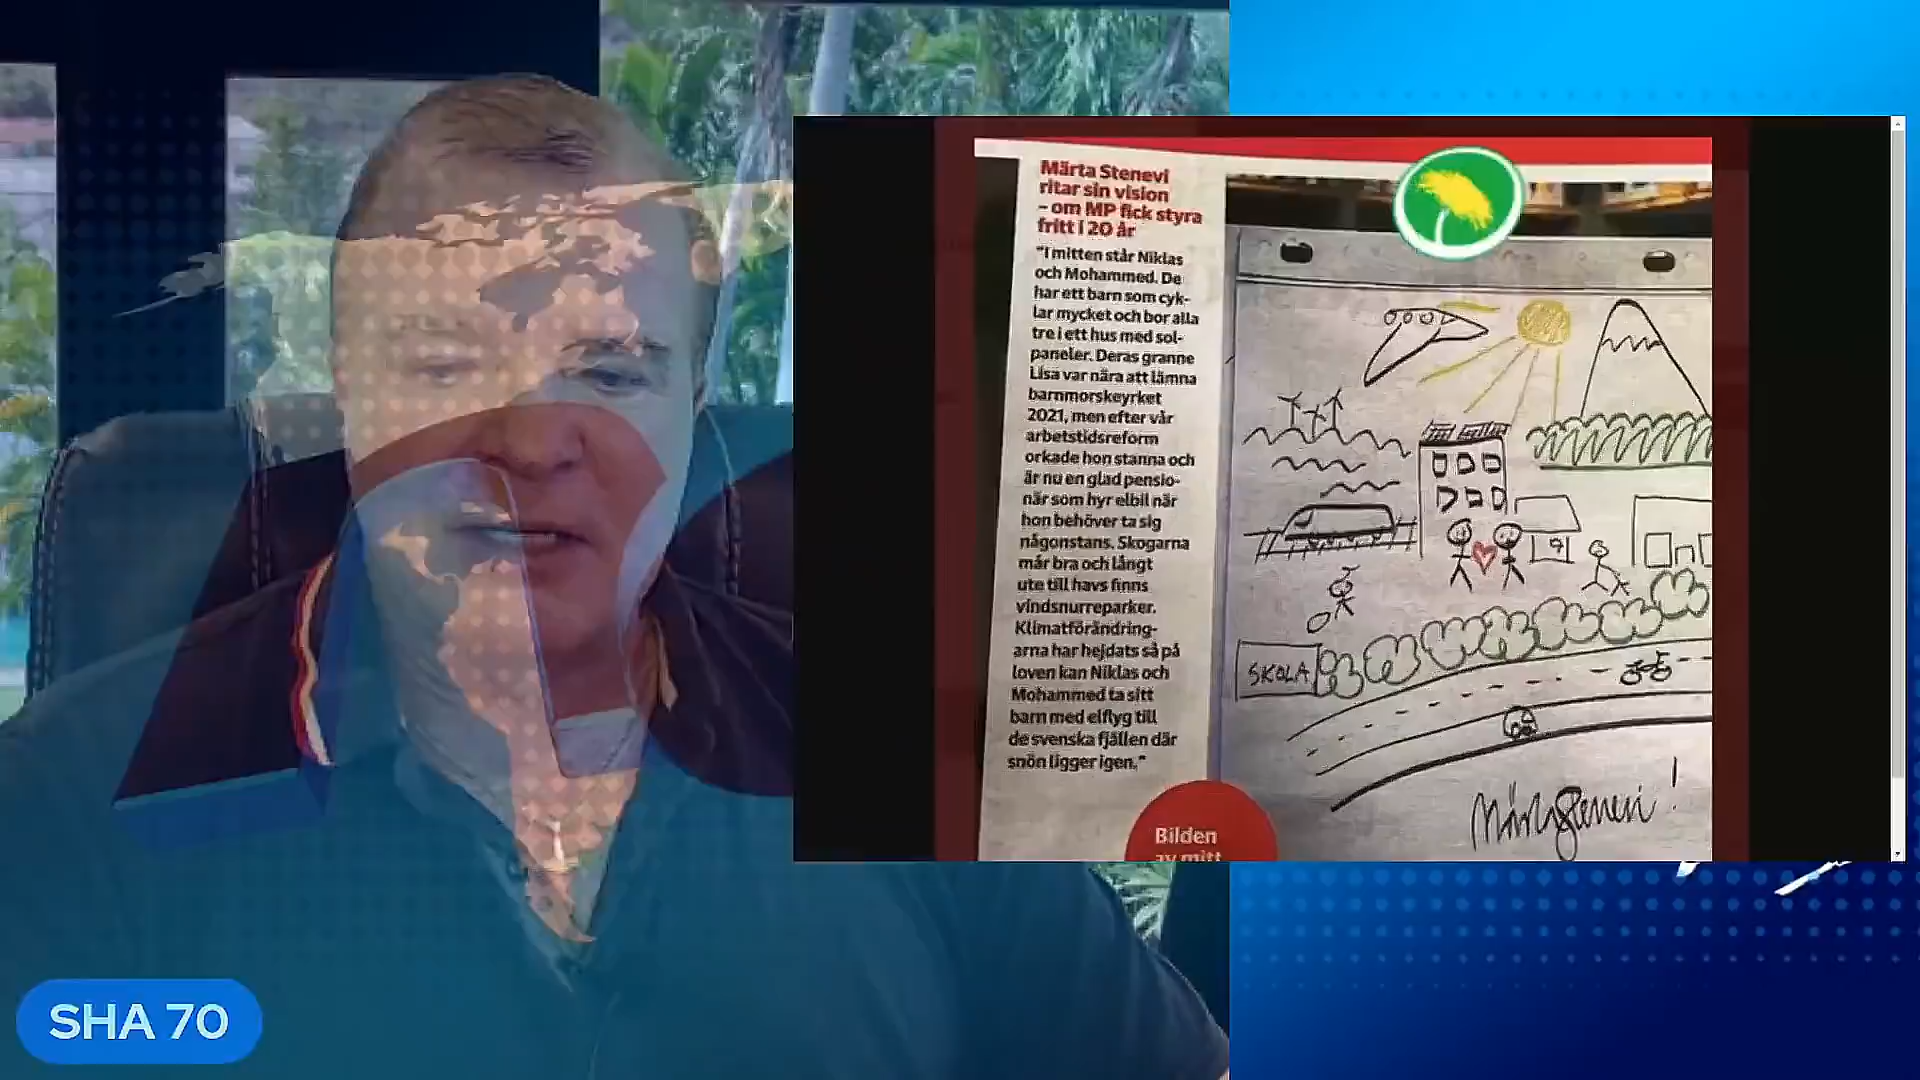 Märta Stenevi
ritar sin vision
– om MP fick styra
fritt i 20 år
"I mitten står Niklas
och Mohammed. De
har ett barn som cyk-
lar mycket och bor alla
tre i ett hus med sol-
paneler. Deras granne
Lisa var nära att lämna
barnmorskeyrket
2021, men efter vår
arbetstidsreform
orkade hon stanna och
är nu en glad pensio-
när som hyr elbil när
hon behöver ta sig
någonstans. Skogarna
mår bra och långt
ute till havs finns
vindsnurreparker.
Klimatförändring-
arna har hejdats så på
loven kan Niklas och
Mohammed ta sitt
barn med elflyg till
de svenska fjällen där
snön ligger igen."
SKOLA
Märta Stenevi!
Bilden
av mitt
SHA 70